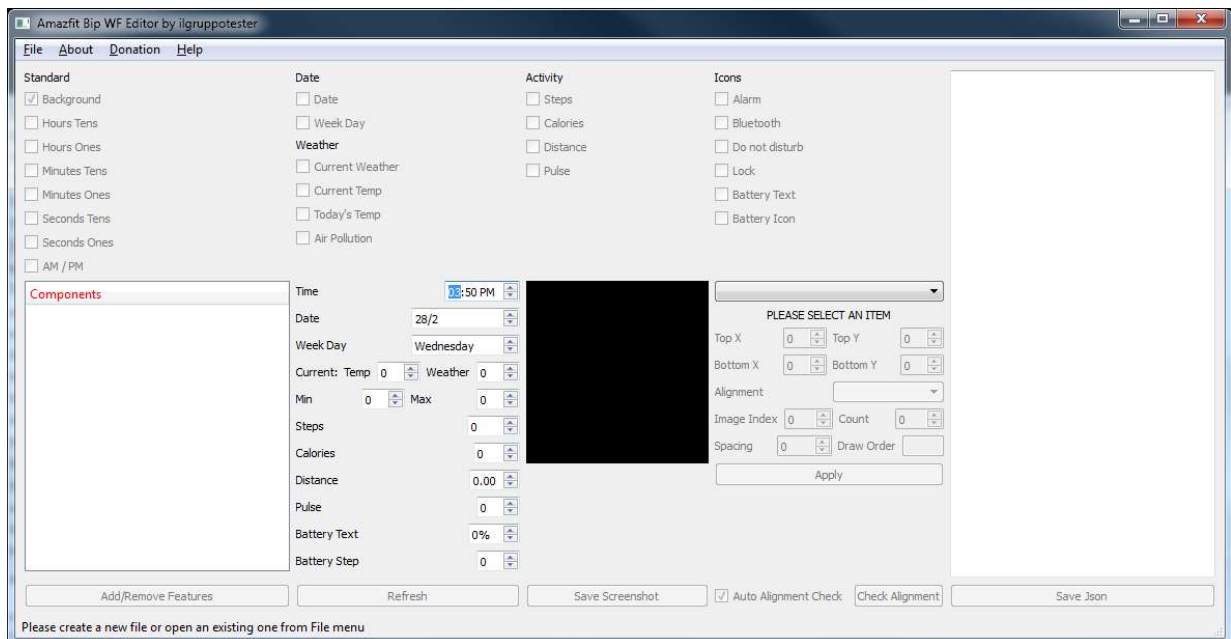 Amazfit Bip WF Editor by ilgruppotester
File About Donation Help
Standard
Background
Hours Tens
Hours Ones
Minutes Tens
Minutes Ones
Seconds Tens
Seconds Ones
AM / PM
Date
Date
Week Day
Weather
Current Weather
Current Temp
Today's Temp
Air Pollution
Activity
Steps
Calories
Distance
Pulse
Icons
Alarm
Bluetooth
Do not disturb
Lock
Battery Text
Battery Icon
Components
Time 03:50 PM
Date 28/2
Week Day Wednesday
Current: Temp 0 Weather 0
Min 0 Max 0
Steps 0
Calories 0
Distance 0.00
Pulse 0
Battery Text 0%
Battery Step 0
PLEASE SELECT AN ITEM
Top X 0 Top Y 0
Bottom X 0 Bottom Y 0
Alignment
Image Index 0 Count 0
Spacing 0 Draw Order
Apply
Add/Remove Features Refresh Save Screenshot Auto Alignment Check Check Alignment Save Json
Please create a new file or open an existing one from File menu